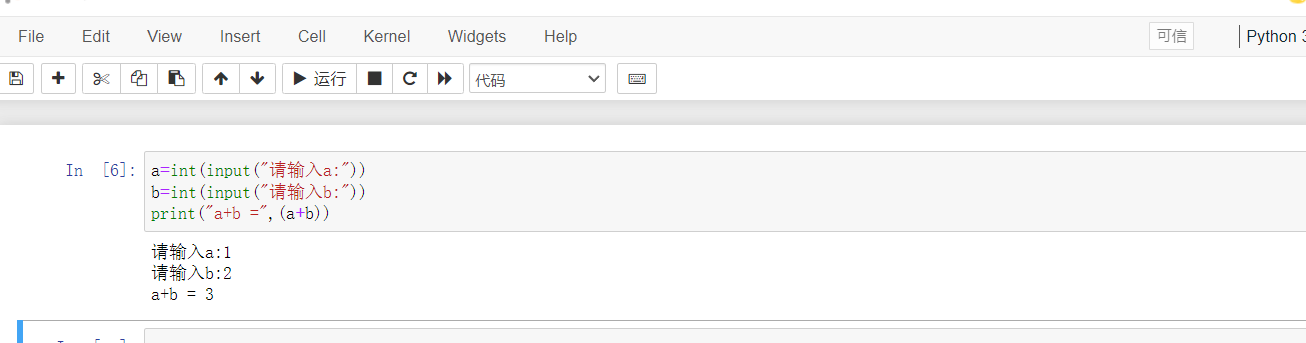 File Edit View Insert Cell Kernel Widgets Help 可信 Python 3
运行 代码
In [6]: a=int(input("请输入a:"))
b=int(input("请输入b:"))
print("a+b =",(a+b))
请输入a:1
请输入b:2
a+b = 3